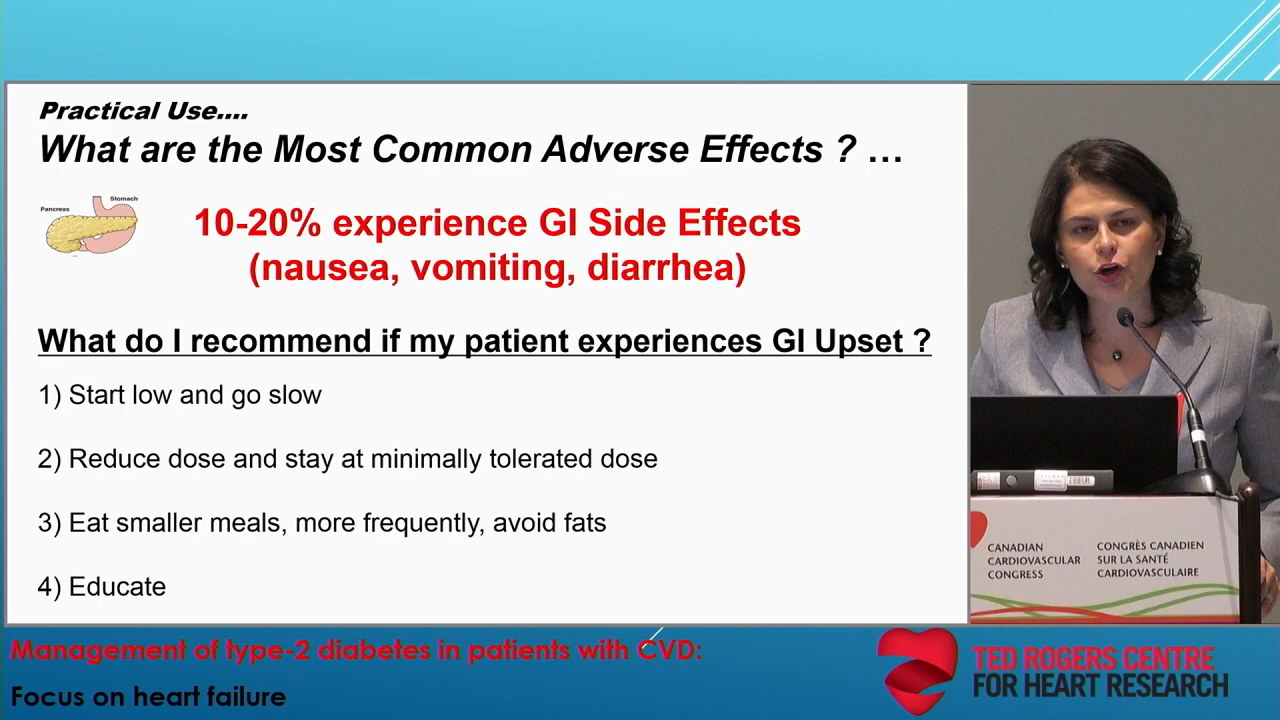 Practical Use....
What are the Most Common Adverse Effects ? …
Pancreas
Stomach
10-20% experience GI Side Effects
(nausea, vomiting, diarrhea)
What do I recommend if my patient experiences GI Upset ?
1) Start low and go slow
2) Reduce dose and stay at minimally tolerated dose
3) Eat smaller meals, more frequently, avoid fats
4) Educate
CANADIAN
CARDIOVASCULAR
CONGRESS
CONGRÈS CANADIEN
SUR LA SANTÉ
CARDIOVASCULAIRE
Management of type-2 diabetes in patients with CVD:
Focus on heart failure
TED ROGERS CENTRE
FOR HEART RESEARCH